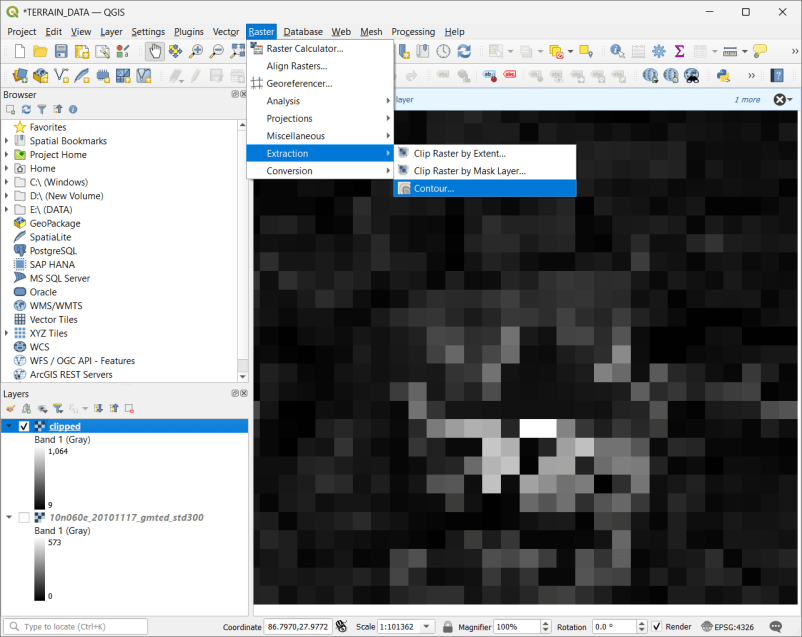 *TERRAIN_DATA — QGIS
Project Edit View Layer Settings Plugins Vector Raster Database Web Mesh Processing Help
Raster Calculator...
Align Rasters...
Georeferencer...
Analysis
Projections
Miscellaneous
Extraction
Conversion
Clip Raster by Extent...
Clip Raster by Mask Layer...
Contour...
layer
1 more
Browser
Favorites
Spatial Bookmarks
Project Home
Home
C:\ (Windows)
D:\ (New Volume)
E:\ (DATA)
GeoPackage
SpatiaLite
PostgreSQL
SAP HANA
MS SQL Server
Oracle
WMS/WMTS
Vector Tiles
XYZ Tiles
WCS
WFS / OGC API - Features
ArcGIS REST Servers
Layers
clipped
Band 1 (Gray)
1,064
9
10n060e_20101117_gmted_std300
Band 1 (Gray)
573
0
Type to locate (Ctrl+K)
Coordinate 86.7970,27.9772 Scale 1:101362 Magnifier 100% Rotation 0.0 ° Render EPSG:4326